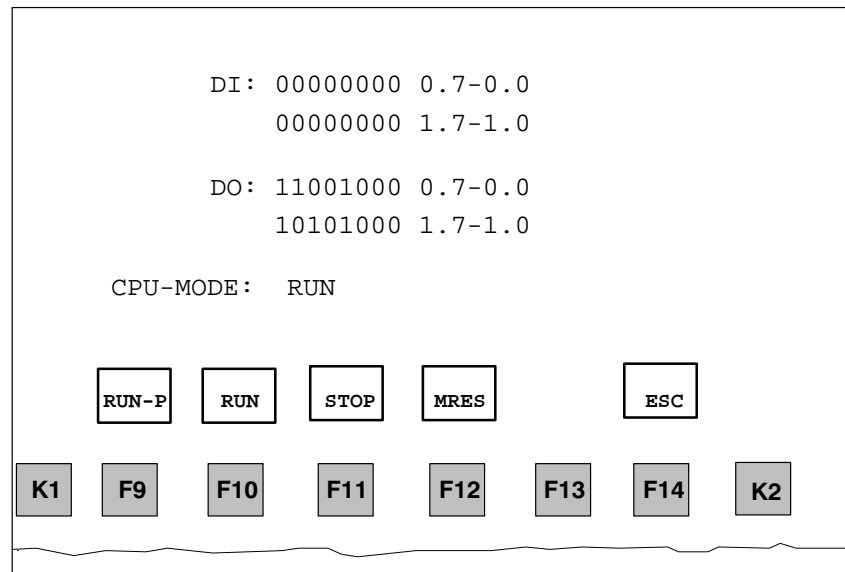 DI: 00000000 0.7-0.0
00000000 1.7-1.0
DO: 11001000 0.7-0.0
10101000 1.7-1.0
CPU-MODE: RUN
RUN-P RUN STOP MRES ESC
K1 F9 F10 F11 F12 F13 F14 K2